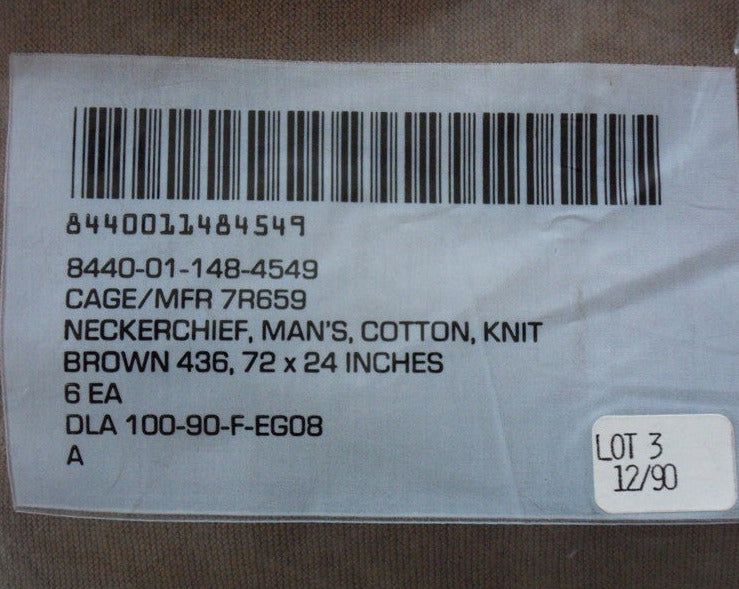 8440011484549
8440-01-148-4549
CAGE/MFR 7R659
NECKERCHIEF, MAN'S, COTTON, KNIT
BROWN 436, 72 x 24 INCHES
6 EA
DLA 100-90-F-EG08
A
LOT 3
12/90